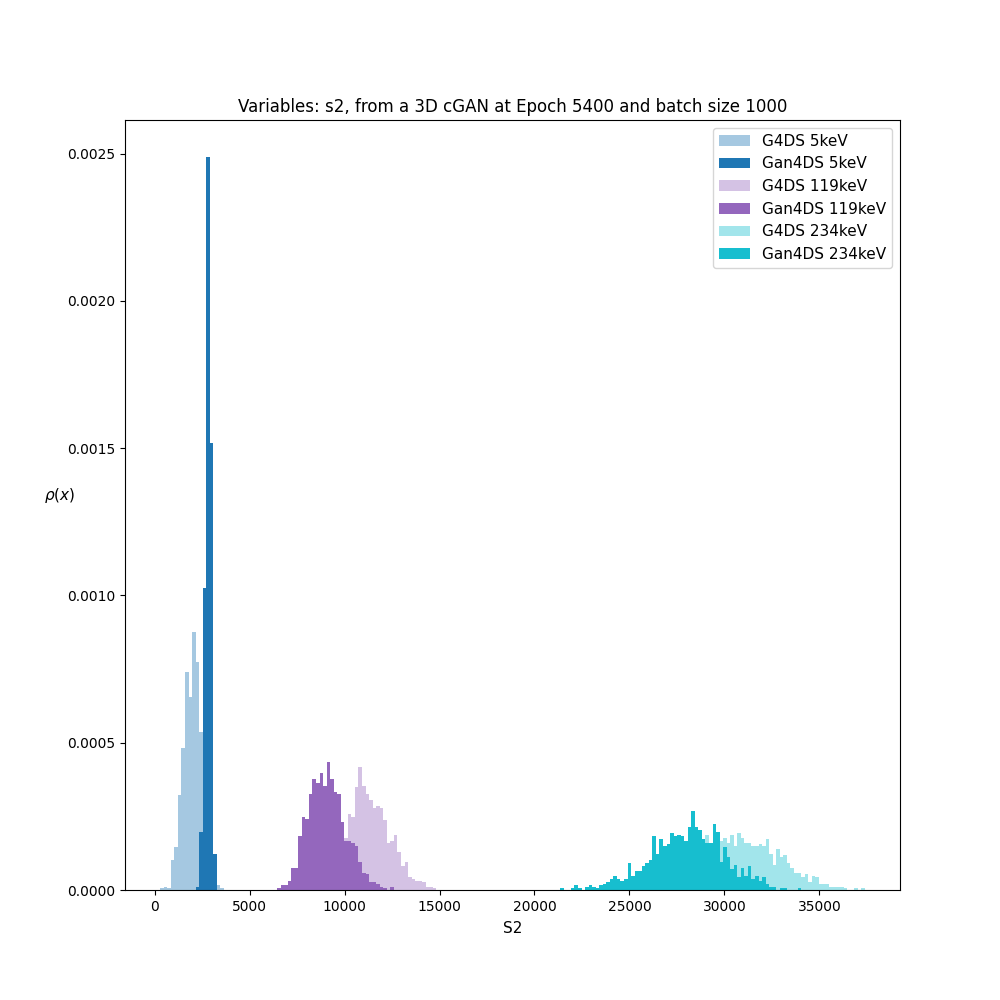 Variables: s2, from a 3D cGAN at Epoch 5400 and batch size 1000
G4DS 5keV
Gan4DS 5keV
G4DS 119keV
Gan4DS 119keV
G4DS 234keV
Gan4DS 234keV
0.0025
0.0020
0.0015
ρ(x)
0.0010
0.0005
0.0000
0 5000 10000 15000 20000 25000 30000 35000
S2